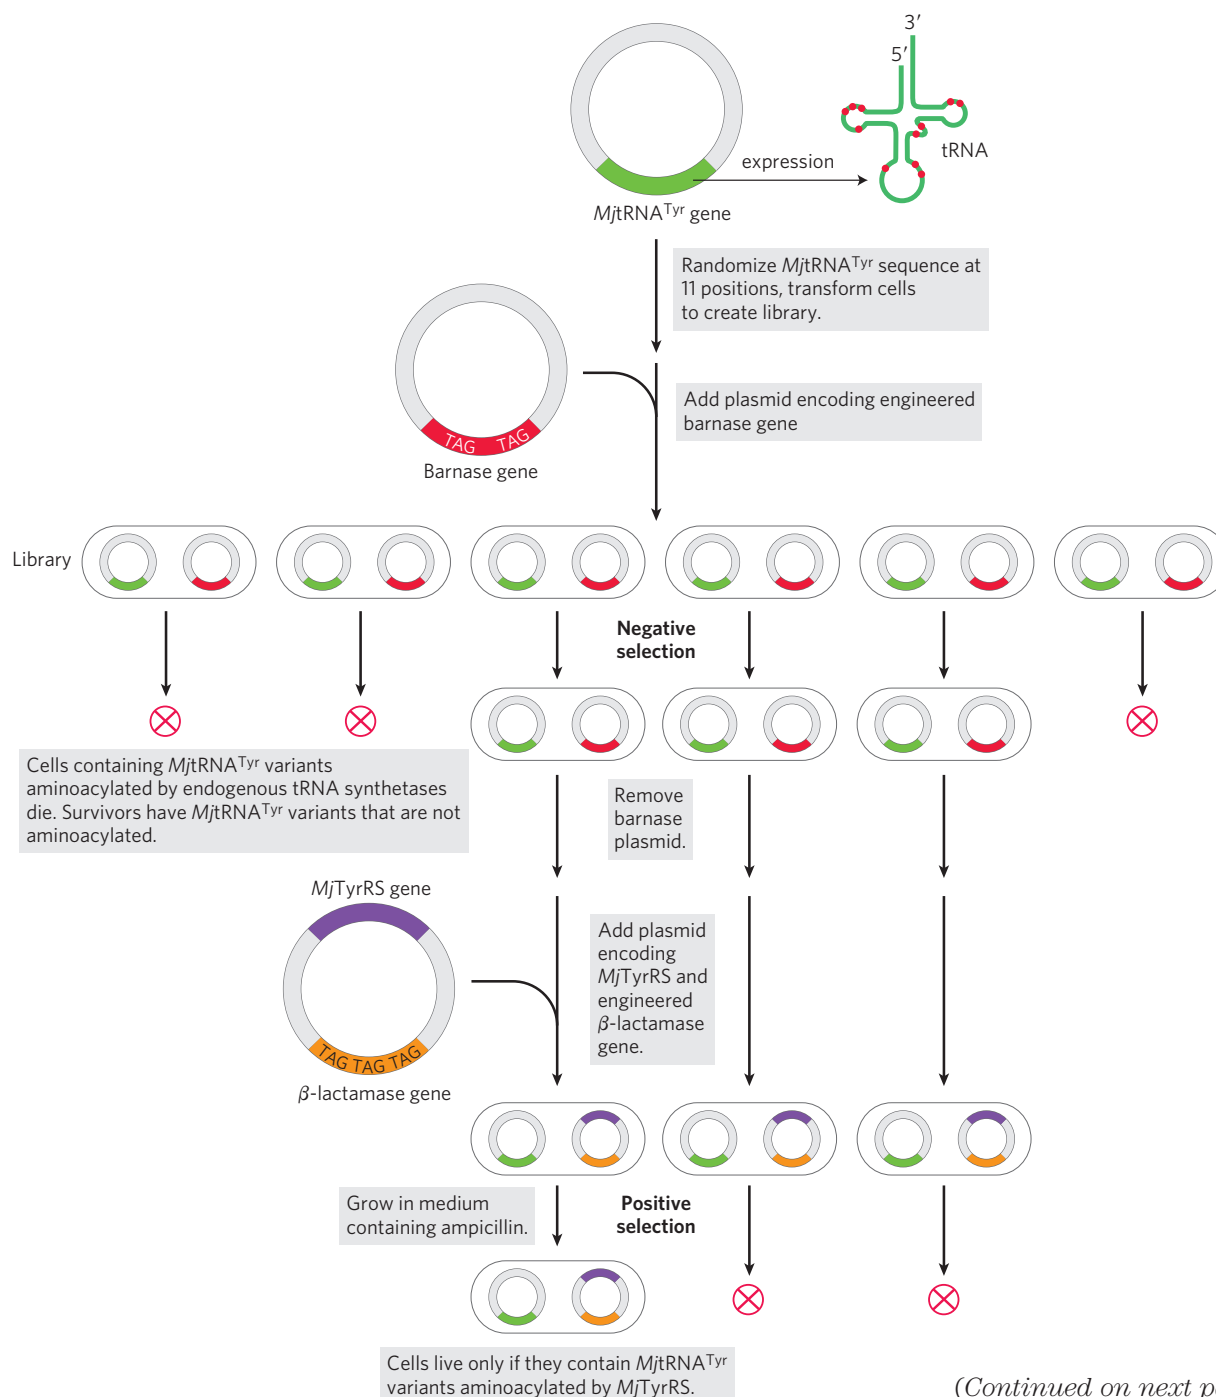 3′
5′
tRNA
expression
MjtRNATyr gene
Randomize MjtRNATyr sequence at
11 positions, transform cells
to create library.
Add plasmid encoding engineered
barnase gene
TAG TAG
Barnase gene
Library
Negative
selection
Cells containing MjtRNATyr variants
aminoacylated by endogenous tRNA synthetases
die. Survivors have MjtRNATyr variants that are not
aminoacylated.
Remove
barnase
plasmid.
MjTyrRS gene
Add plasmid
encoding
MjTyrRS and
engineered
β-lactamase
gene.
TAG TAG TAG
β-lactamase gene
Grow in medium
containing ampicillin.
Positive
selection
Cells live only if they contain MjtRNATyr
variants aminoacylated by MjTyrRS.
(Continued on next p